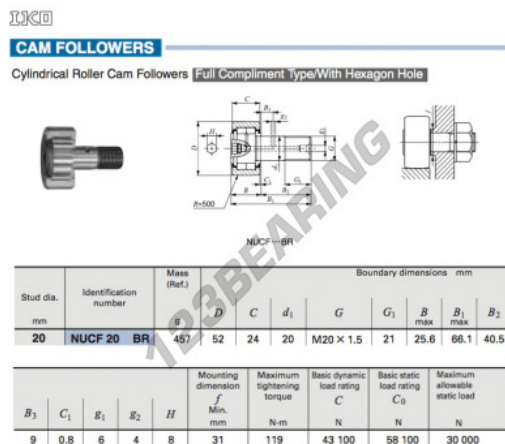 IKO
CAM FOLLOWERS
Cylindrical Roller Cam Followers Full Compliment Type/With Hexagon Hole
C
B3
g2
H
D
d1
G
g1
C1
G1
B
B2
B1
R=500
f
NUCF…BR
123BEARING
Stud dia. mm
Identification number
Mass (Ref.) g
Boundary dimensions mm
D C d1 G G1 B max B1 max B2
20 NUCF 20 BR 457 52 24 20 M20 × 1.5 21 25.6 66.1 40.5
B3 C1 g1 g2 H
Mounting dimension f Min. mm
Maximum tightening torque N-m
Basic dynamic load rating C N
Basic static load rating C0 N
Maximum allowable static load N
9 0.8 6 4 8 31 119 43 100 58 100 30 000